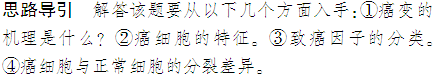 思路导引　解答该题要从以下几个方面入手:①癌变的
机理是什么？②癌细胞的特征。③致癌因子的分类。
④癌细胞与正常细胞的分裂差异。